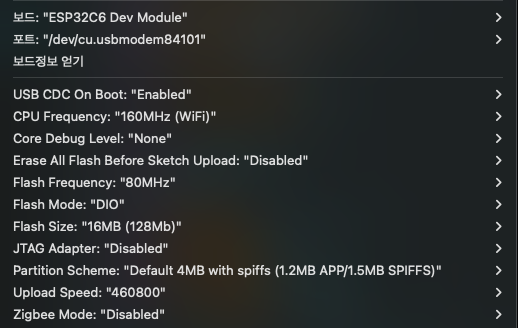 보드: "ESP32C6 Dev Module"
포트: "/dev/cu.usbmodem84101"
보드정보 얻기
USB CDC On Boot: "Enabled"
CPU Frequency: "160MHz (WiFi)"
Core Debug Level: "None"
Erase All Flash Before Sketch Upload: "Disabled"
Flash Frequency: "80MHz"
Flash Mode: "DIO"
Flash Size: "16MB (128Mb)"
JTAG Adapter: "Disabled"
Partition Scheme: "Default 4MB with spiffs (1.2MB APP/1.5MB SPIFFS)"
Upload Speed: "460800"
Zigbee Mode: "Disabled"